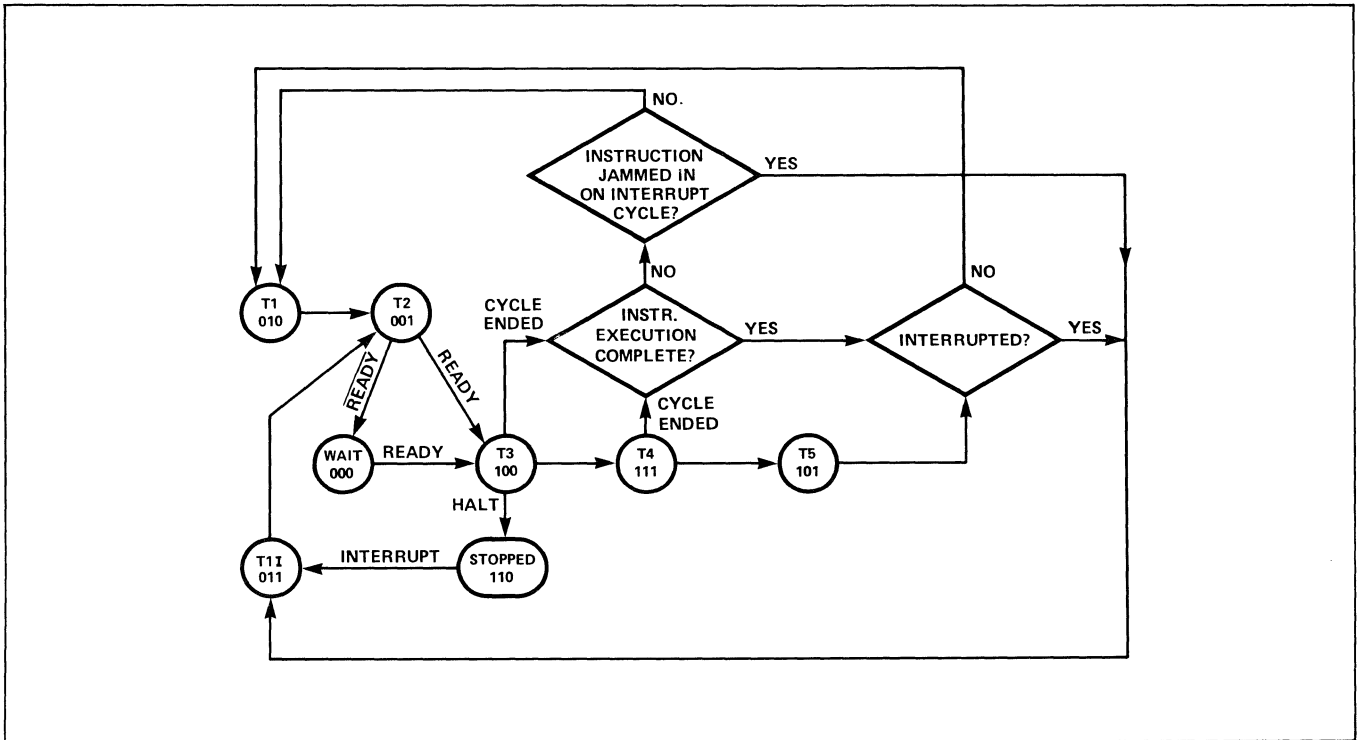 NO.
INSTRUCTION
JAMMED IN
ON INTERRUPT
CYCLE?
YES
NO
T1
010
T2
001
CYCLE
ENDED
INSTR.
EXECUTION
COMPLETE?
YES
NO
INTERRUPTED?
YES
READY
READY
CYCLE
ENDED
WAIT
000
READY
T3
100
T4
111
T5
101
HALT
T1I
011
INTERRUPT
STOPPED
110